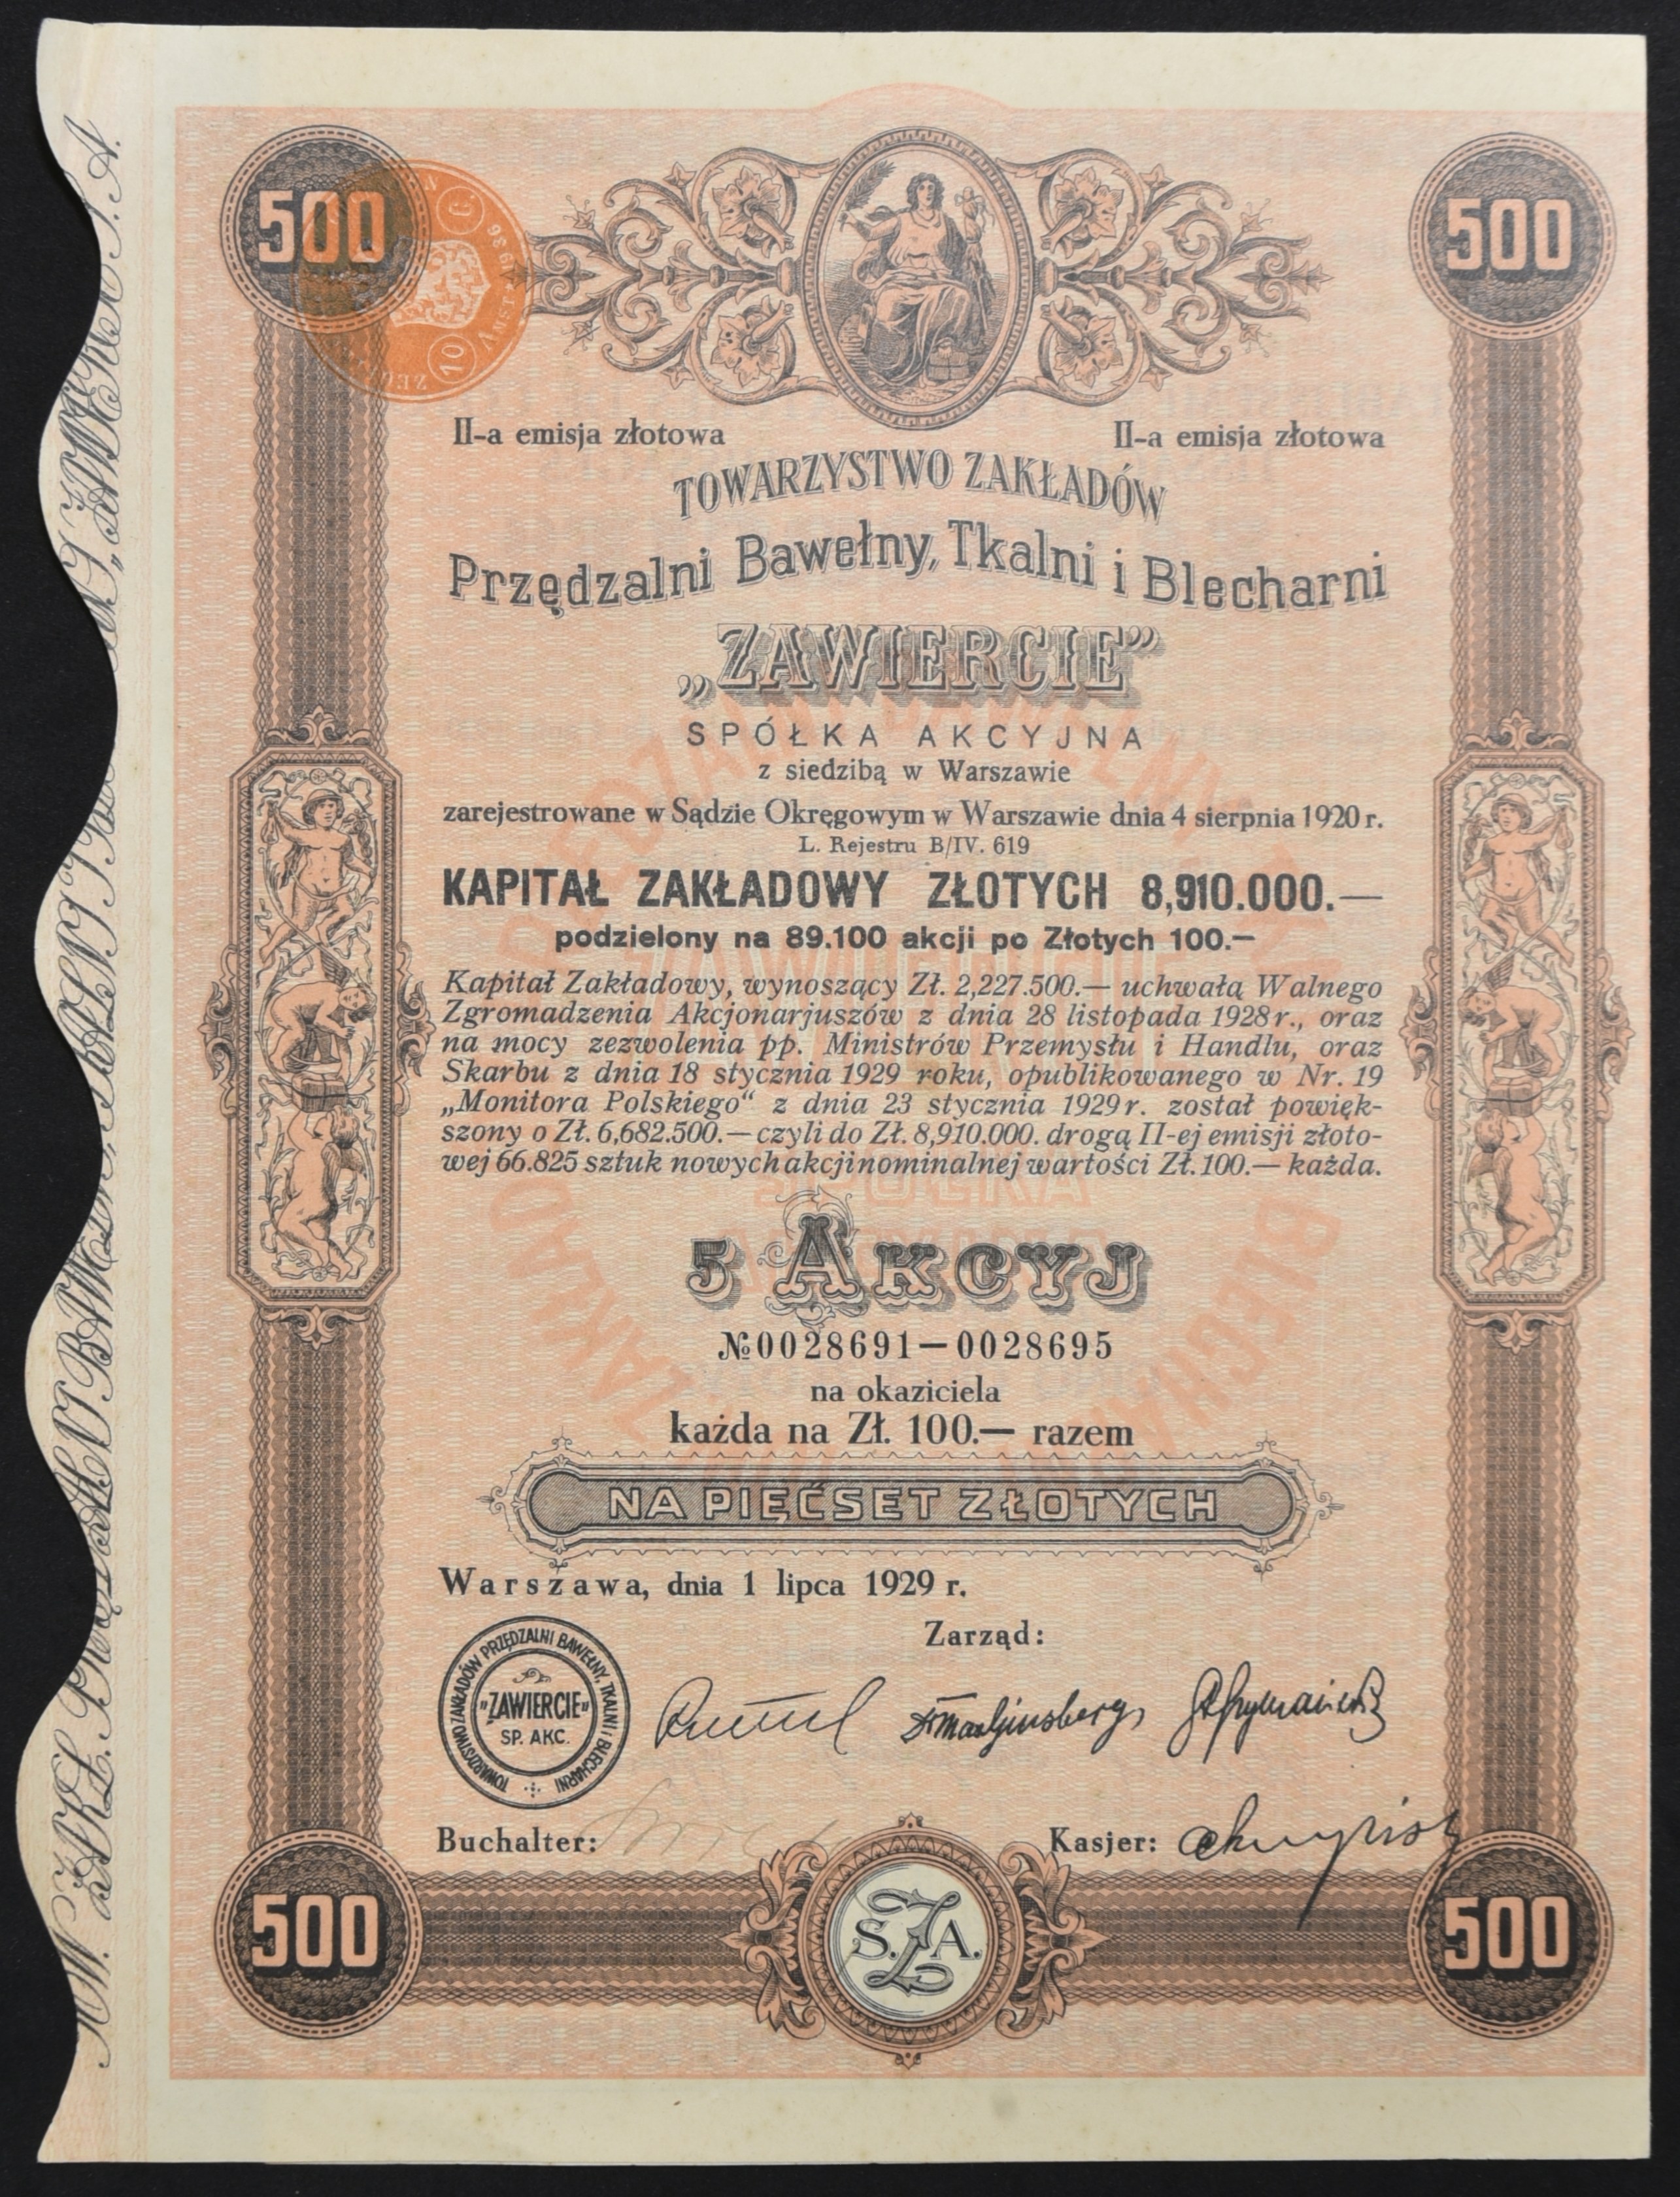 500
500
II-a emisja złotowa
II-a emisja złotowa
TOWARZYSTWO ZAKŁADÓW
Przędzalni Bawełny, Tkalni i Blecharni
„ZAWIERCIE”
SPÓŁKA AKCYJNA
z siedzibą w Warszawie
zarejestrowane w Sądzie Okręgowym w Warszawie dnia 4 sierpnia 1920 r.
L. Rejestru B/IV. 619
KAPITAŁ ZAKŁADOWY ZŁOTYCH 8,910.000.—
podzielony na 89.100 akcji po Złotych 100.—
Kapitał Zakładowy, wynoszący Zł. 2,227.500.— uchwałą Walnego
Zgromadzenia Akcjonarjuszów z dnia 28 listopada 1928 r., oraz
na mocy zezwolenia pp. Ministrów Przemysłu i Handlu, oraz
Skarbu z dnia 18 stycznia 1929 roku, opublikowanego w Nr. 19
„Monitora Polskiego“ z dnia 23 stycznia 1929 r. został powięk-
szony o Zł. 6,682.500.— czyli do Zł. 8,910.000. drogą II-ej emisji złoto-
wej 66.825 sztuk nowych akcji nominalnej wartości Zł. 100.— każda.
5 AKCYJ
№ 0028691—0028695
na okaziciela
każda na Zł. 100.— razem
NA PIĘĆSET ZŁOTYCH
Warszawa, dnia 1 lipca 1929 r.
Zarząd:
TOWARZYSTWO ZAKŁADÓW PRZĘDZALNI BAWEŁNY, TKALNI i BLECHARNI
„ZAWIERCIE”
SP. AKC.
Buchalter:
Kasjer:
500
S.Z.A.
500